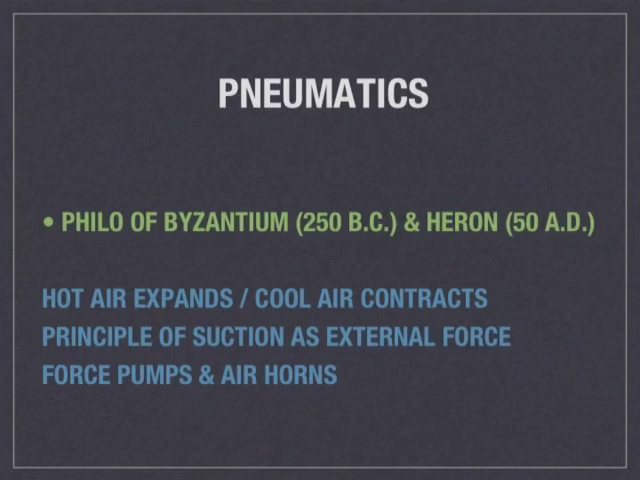 PNEUMATICS
• PHILO OF BYZANTIUM (250 B.C.) & HERON (50 A.D.)
HOT AIR EXPANDS / COOL AIR CONTRACTS
PRINCIPLE OF SUCTION AS EXTERNAL FORCE
FORCE PUMPS & AIR HORNS